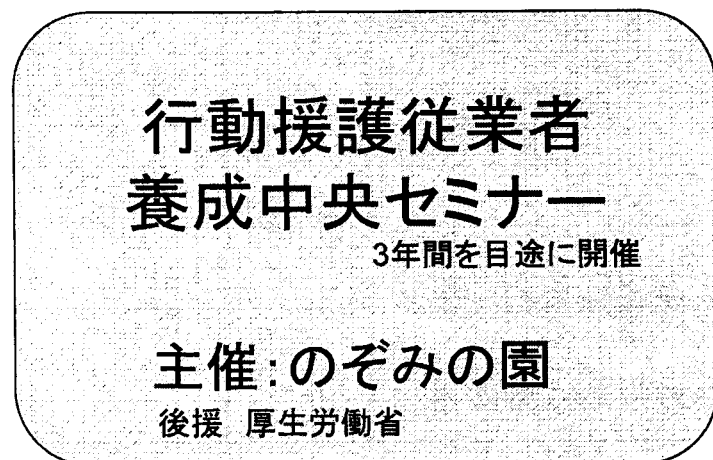 行動援護従業者
養成中央セミナー
3年間を目途に開催
主催:のぞみの園
後援 厚生労働省